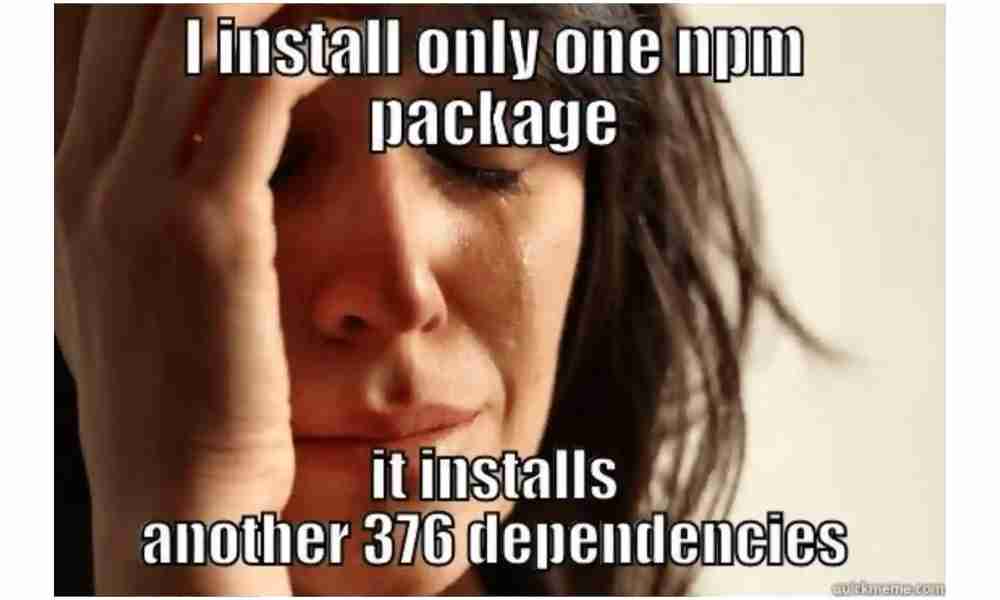 I install only one npm
package
it installs
another 376 dependencies
quickmeme.com